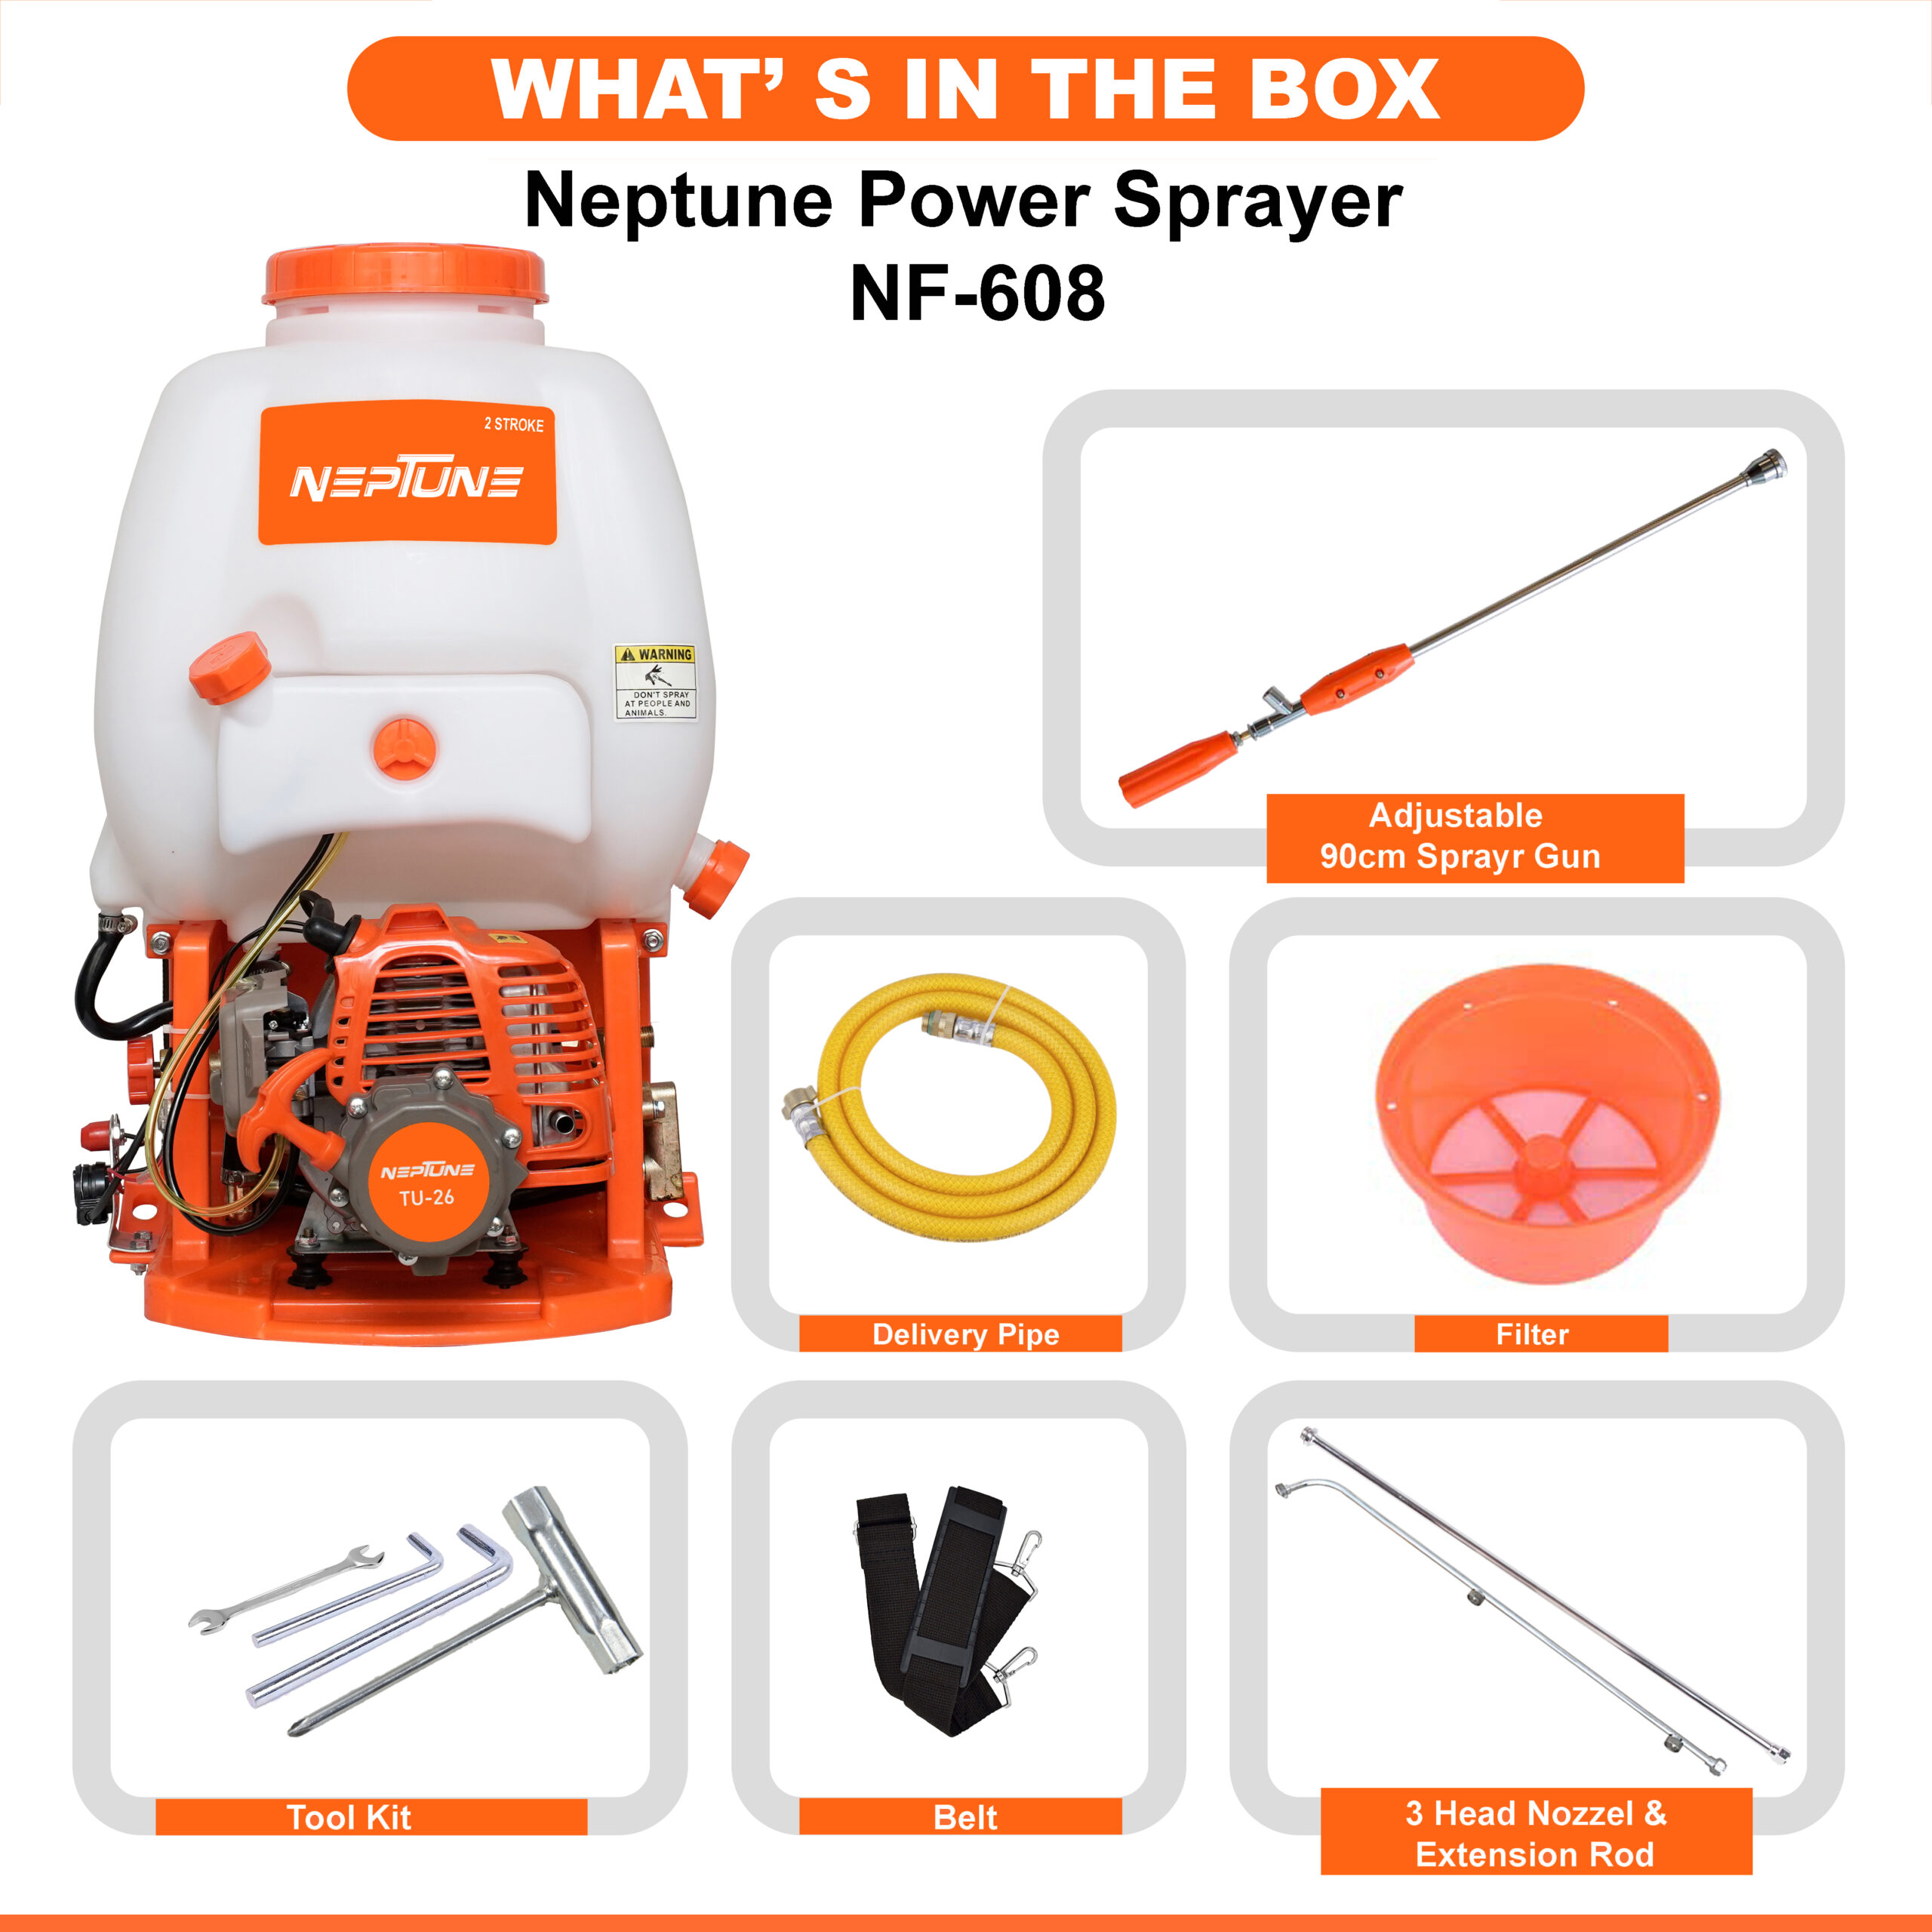 WHAT’ S IN THE BOX
Neptune Power Sprayer
NF-608
2 STROKE
NEPTUNE
WARNING
DON'T SPRAY
AT PEOPLE AND
ANIMALS.
NEPTUNE
TU-26
Adjustable
90cm Sprayr Gun
Delivery Pipe
Filter
Tool Kit
Belt
3 Head Nozzel &
Extension Rod